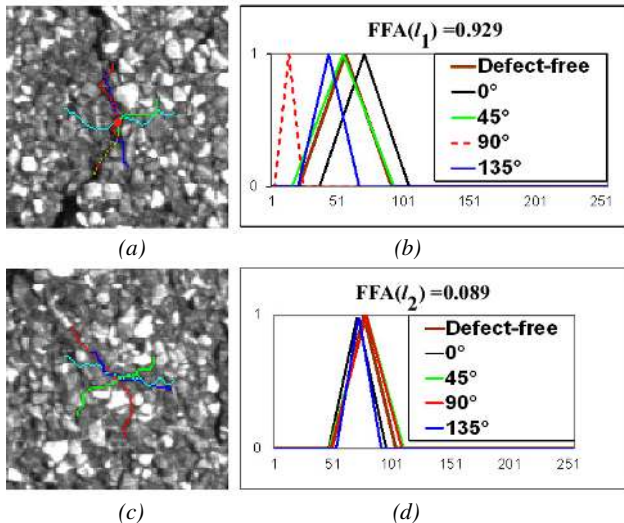 FFA(l₁) =0.929
1
Defect-free
0°
45°
90°
135°
0
1 51 101 151 201 251
(a) (b)
FFA(l₂) =0.089
1
Defect-free
0°
45°
90°
135°
0
1 51 101 151 201 251
(c) (d)